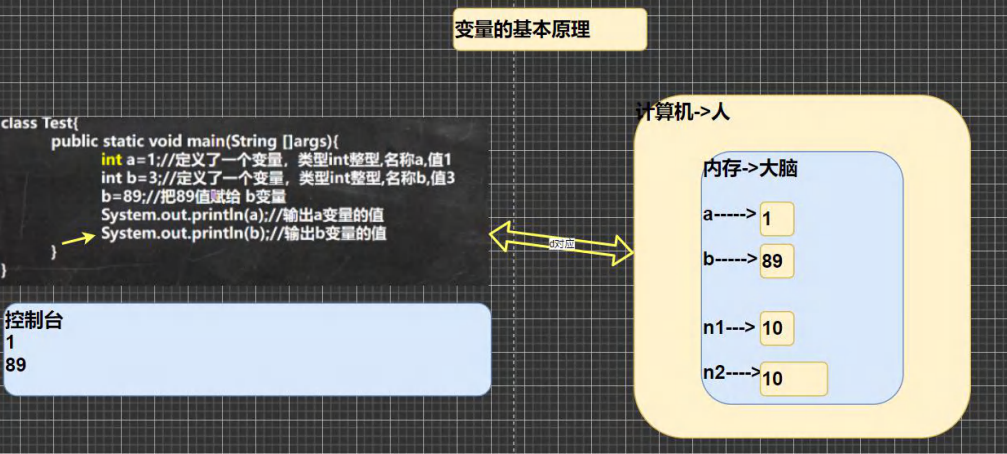 变量的基本原理
class Test{
public static void main(String []args){
int a=1;//定义了一个变量，类型int整型,名称a,值1
int b=3;//定义了一个变量，类型int整型,名称b,值3
b=89;//把89值赋给 b变量
System.out.println(a);//输出a变量的值
System.out.println(b);//输出b变量的值
}
}
控制台
1
89
d对应
计算机->人
内存->大脑
a-----> 1
b-----> 89
n1---> 10
n2----> 10